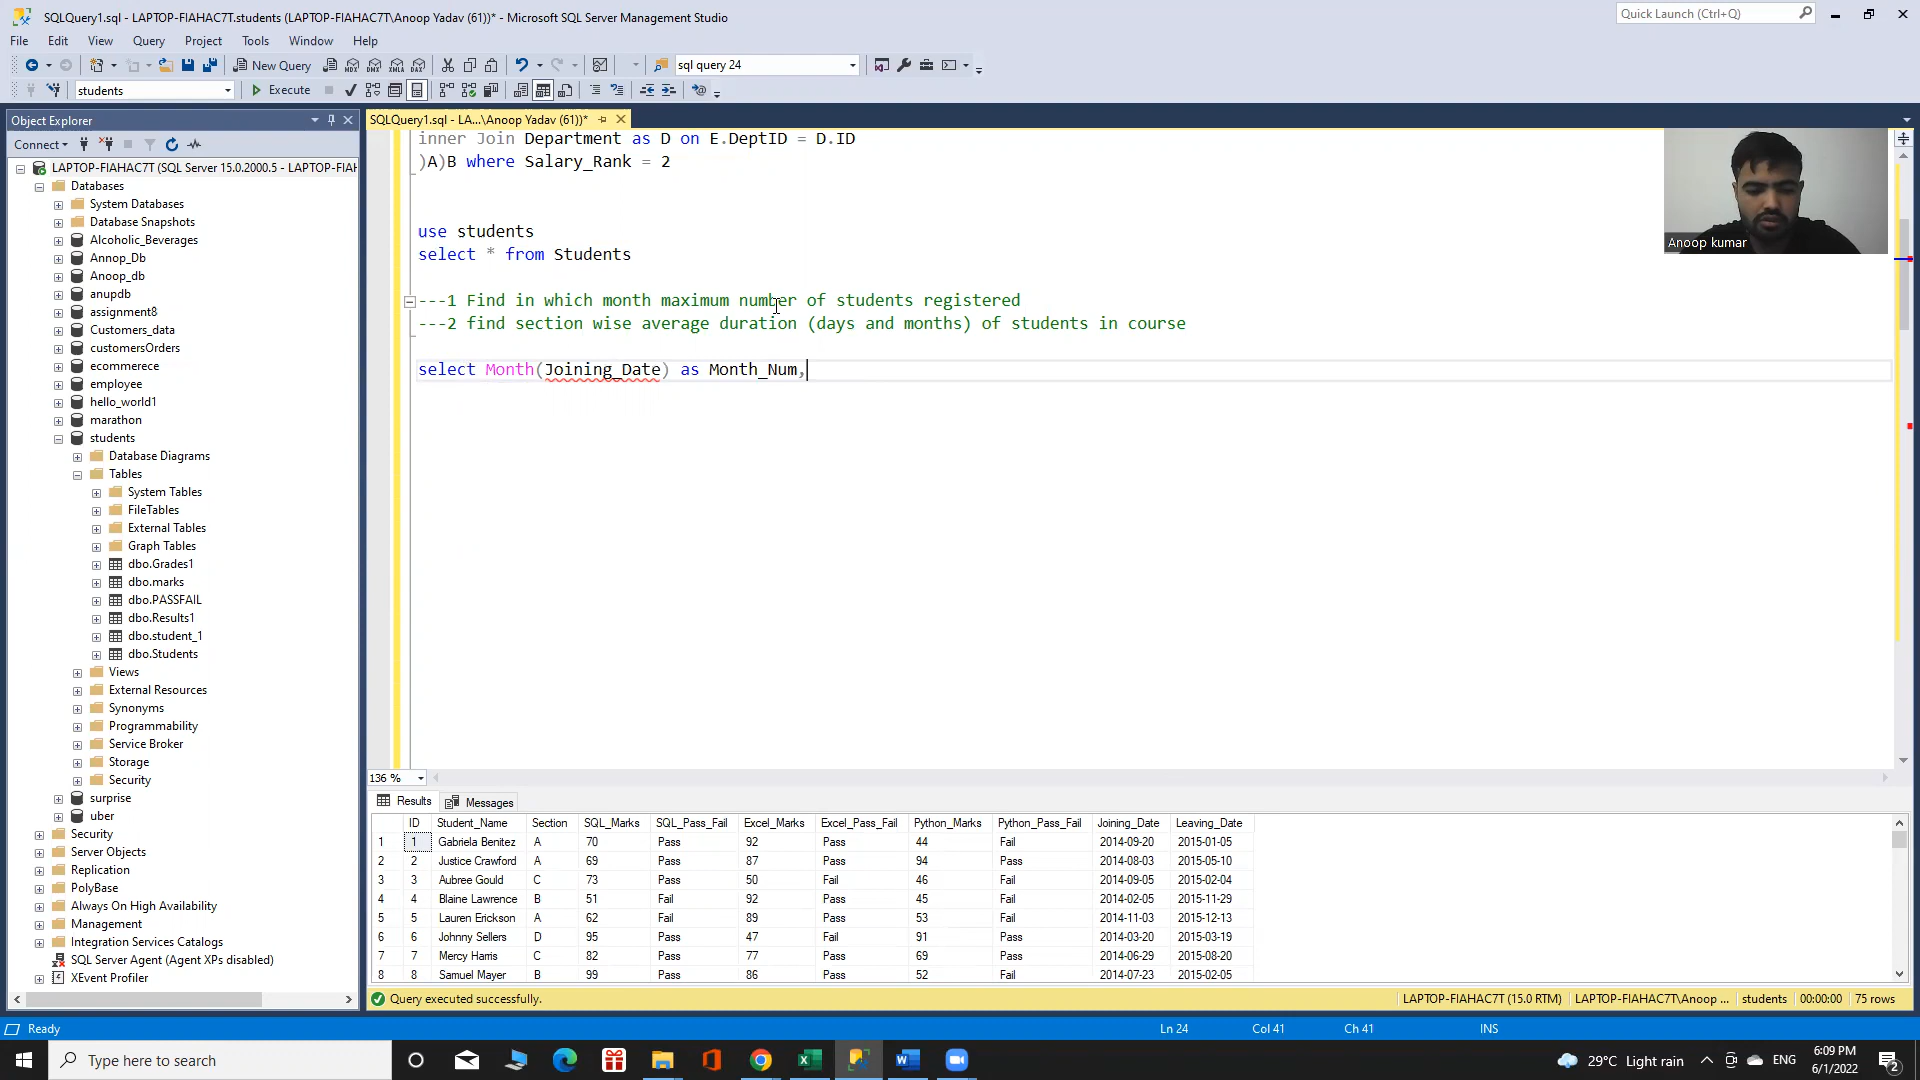 SQLQuery1.sql - LAPTOP-FIAHAC7T.students (LAPTOP-FIAHAC7T\Anoop Yadav (61))* - Microsoft SQL Server Management Studio
Quick Launch (Ctrl+Q)
File Edit View Query Project Tools Window Help
New Query MDX DMX XMLA DAX sql query 24
students Execute
Object Explorer
SQLQuery1.sql - LA...\Anoop Yadav (61))*
Connect
LAPTOP-FIAHAC7T (SQL Server 15.0.2000.5 - LAPTOP-FIAH
Databases
System Databases
Database Snapshots
Alcoholic_Beverages
Annop_Db
Anoop_db
anupdb
assignment8
Customers_data
customersOrders
ecommerece
employee
hello_world1
marathon
students
Database Diagrams
Tables
System Tables
FileTables
External Tables
Graph Tables
dbo.Grades1
dbo.marks
dbo.PASSFAIL
dbo.Results1
dbo.student_1
dbo.Students
Views
External Resources
Synonyms
Programmability
Service Broker
Storage
Security
surprise
uber
Security
Server Objects
Replication
PolyBase
Always On High Availability
Management
Integration Services Catalogs
SQL Server Agent (Agent XPs disabled)
XEvent Profiler
inner Join Department as D on E.DeptID = D.ID
)A)B where Salary_Rank = 2
use students
select * from Students
---1 Find in which month maximum number of students registered
---2 find section wise average duration (days and months) of students in course
select Month(Joining_Date) as Month_Num,
Anoop kumar
136 %
Results Messages
ID Student_Name Section SQL_Marks SQL_Pass_Fail Excel_Marks Excel_Pass_Fail Python_Marks Python_Pass_Fail Joining_Date Leaving_Date
1 1 Gabriela Benitez A 70 Pass 92 Pass 44 Fail 2014-09-20 2015-01-05
2 2 Justice Crawford A 69 Pass 87 Pass 94 Pass 2014-08-03 2015-05-10
3 3 Aubree Gould C 73 Pass 50 Fail 46 Fail 2014-09-05 2015-02-04
4 4 Blaine Lawrence B 51 Fail 92 Pass 45 Fail 2014-02-05 2015-11-29
5 5 Lauren Erickson A 62 Fail 89 Pass 53 Fail 2014-11-03 2015-12-13
6 6 Johnny Sellers D 95 Pass 47 Fail 91 Pass 2014-03-20 2015-03-19
7 7 Mercy Harris C 82 Pass 77 Pass 69 Pass 2014-06-29 2015-08-20
8 8 Samuel Mayer B 99 Pass 86 Pass 52 Fail 2014-07-23 2015-02-05
Query executed successfully. LAPTOP-FIAHAC7T (15.0 RTM) LAPTOP-FIAHAC7T\Anoop ... students 00:00:00 75 rows
Ready Ln 24 Col 41 Ch 41 INS
Type here to search
29°C Light rain ENG
6:09 PM
6/1/2022
2